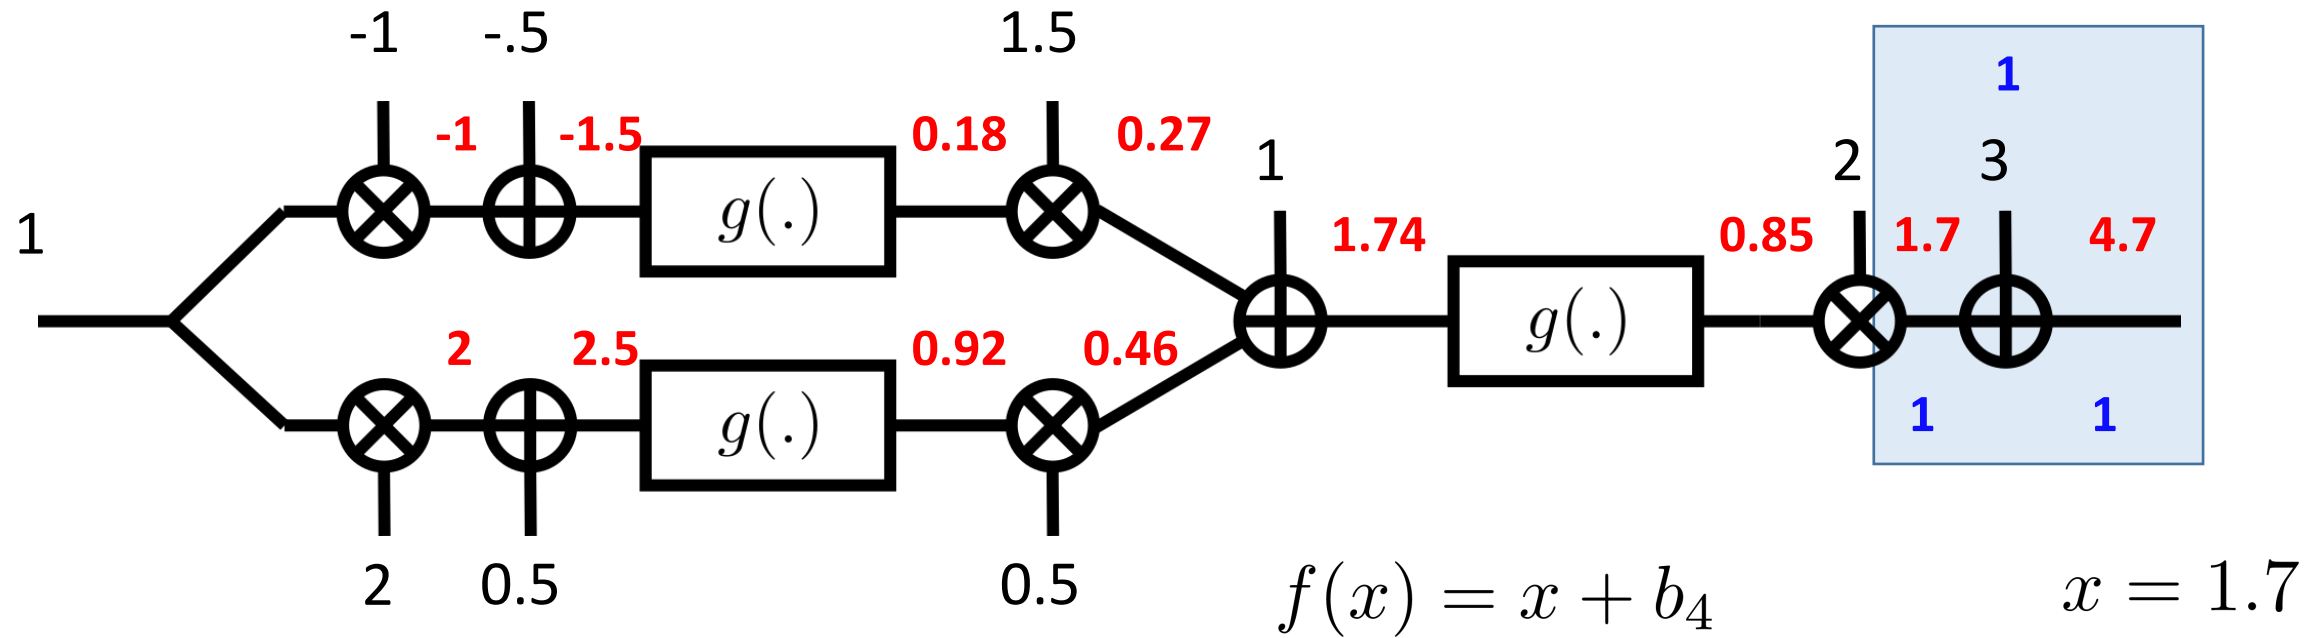 -1 -.5 1.5
1
-1 -1.5 0.18 0.27
1 2 3
1 g(.) 1.74 0.85 1.7 4.7
2 2.5 0.92 0.46 g(.)
g(.) 1 1
2 0.5 0.5 f(x) = x + b₄ x = 1.7